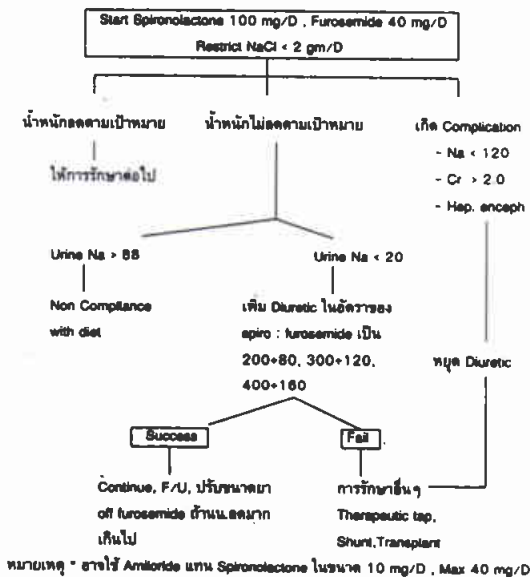 Start Spironolactone 100 mg/D , Furosemide 40 mg/D
Restrict NaCl < 2 gm/D
น้ำหนักลดตามเป้าหมาย
ให้การรักษาต่อไป
น้ำหนักไม่ลดตามเป้าหมาย
เกิด Complication
- Na < 120
- Cr > 2.0
- Hep. enceph
Urine Na > 88
Non Compliance
with diet
Urine Na < 20
เพิ่ม Diuretic ในอัตราของ
spiro : furosemide เป็น
200+80, 300+120,
400+160
หยุด Diuretic
Success
Continue, F/U, ปรับขนาดยา
off furosemide ถ้านน.ลดมาก
เกินไป
Fail
การรักษาอื่นๆ
Therapeutic tap,
Shunt,Transplant
หมายเหตุ * อาจใช้ Amiloride แทน Spironolactone ในขนาด 10 mg/D , Max 40 mg/D